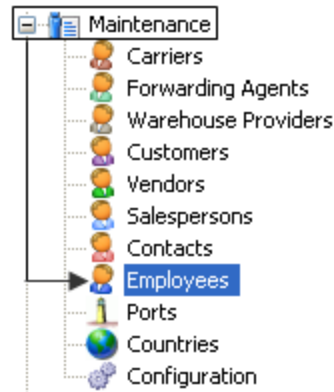 Maintenance
Carriers
Forwarding Agents
Warehouse Providers
Customers
Vendors
Salespersons
Contacts
Employees
Ports
Countries
Configuration